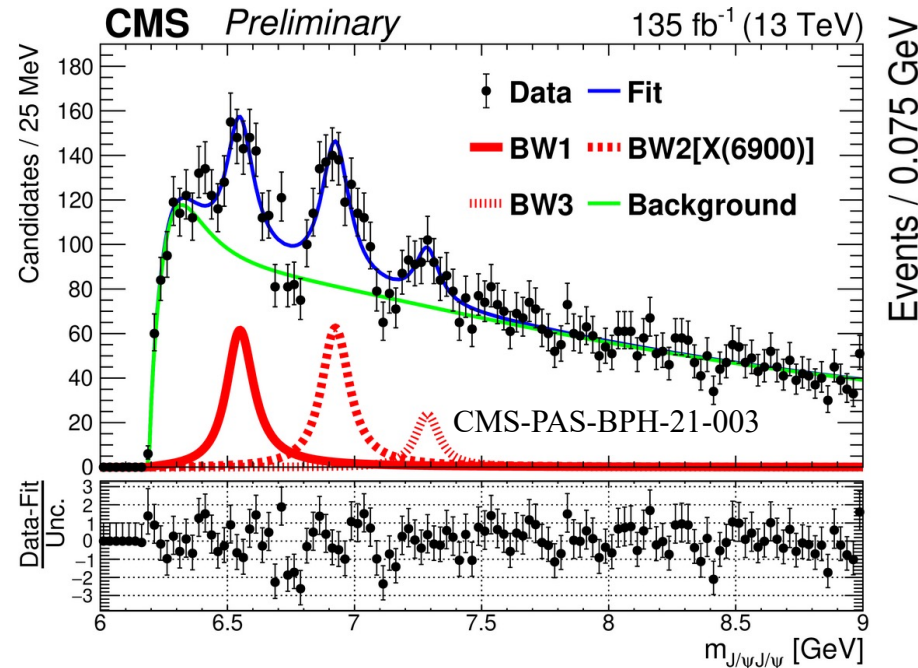 CMS Preliminary 135 fb⁻¹ (13 TeV)
Candidates / 25 MeV
180
160
140
120
100
80
60
40
20
0
Data
Fit
BW1
BW2[X(6900)]
BW3
Background
CMS-PAS-BPH-21-003
Events / 0.075 GeV
Data-Fit
Unc.
3
2
1
0
−1
−2
−3
6 6.5 7 7.5 8 8.5 9
m_J/ψJ/ψ [GeV]